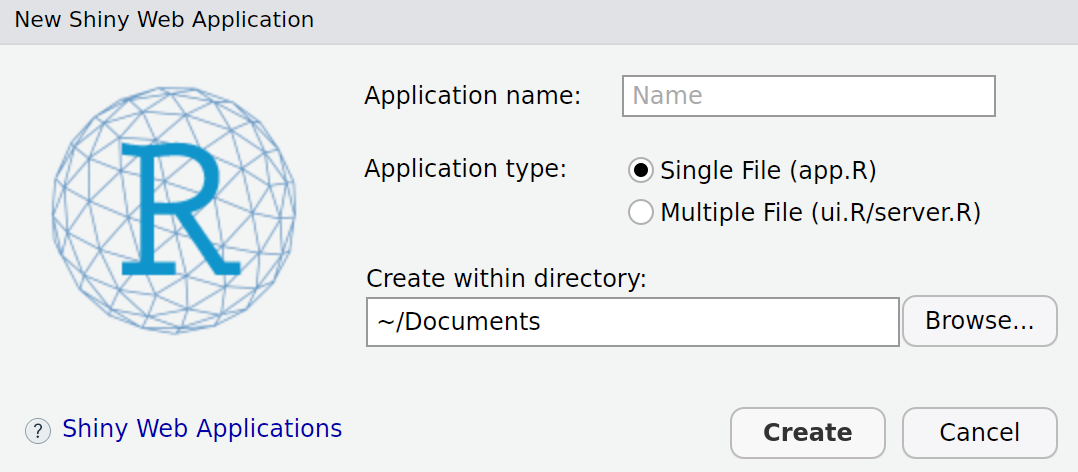 New Shiny Web Application
R
Application name: Name
Application type: Single File (app.R)
Multiple File (ui.R/server.R)
Create within directory:
~/Documents Browse...
? Shiny Web Applications Create Cancel